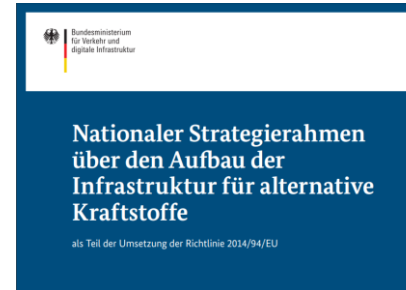 Bundesministerium
für Verkehr und
digitale Infrastruktur
Nationaler Strategierahmen
über den Aufbau der
Infrastruktur für alternative
Kraftstoffe
als Teil der Umsetzung der Richtlinie 2014/94/EU